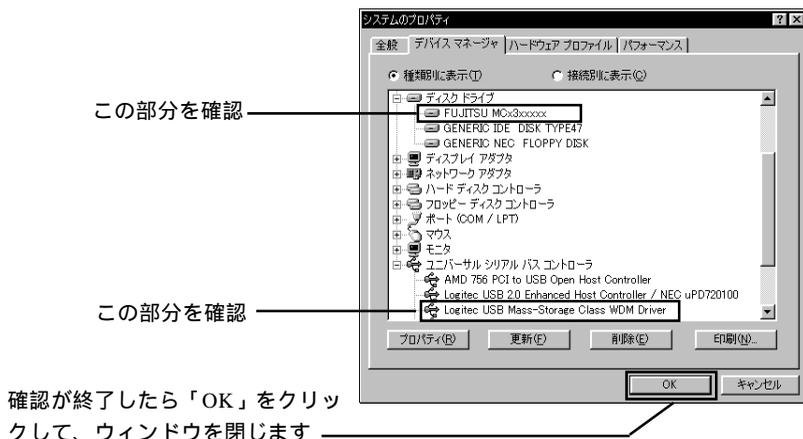 システムのプロパティ
全般 デバイス マネージャ ハードウェア プロファイル パフォーマンス
種類別に表示(T) 接続別に表示(C)
ディスク ドライブ
この部分を確認
FUJITSU MCx3xxxxx
GENERIC IDE DISK TYPE47
GENERIC NEC FLOPPY DISK
ディスプレイ アダプタ
ネットワーク アダプタ
ハード ディスク コントローラ
フロッピー ディスク コントローラ
ポート (COM / LPT)
マウス
モニタ
ユニバーサル シリアル バス コントローラ
AMD 756 PCI to USB Open Host Controller
Logitec USB 2.0 Enhanced Host Controller / NEC uPD720100
この部分を確認
Logitec USB Mass-Storage Class WDM Driver
プロパティ(R) 更新(F) 削除(E) 印刷(N)...
OK キャンセル
確認が終了したら「OK」をクリッ
クして、ウィンドウを閉じます